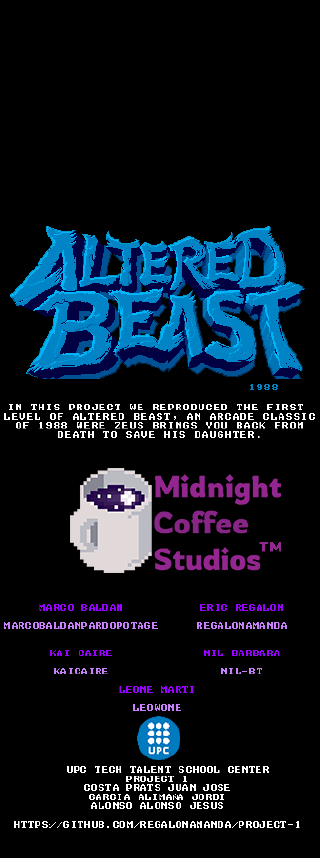 ALTERED
BEAST
1988
IN THIS PROJECT WE REPRODUCED THE FIRST
LEVEL OF ALTERED BEAST, AN ARCADE CLASSIC
OF 1988 WERE ZEUS BRINGS YOU BACK FROM
DEATH TO SAVE HIS DAUGHTER.
Midnight
Coffee
Studios™
MARCO BALDAN ERIC REGALON
MARCOBALDANPARDOPOTAGE REGALONAMANDA
KAI CAIRE NIL BARBARA
KAICAIRE NIL-BT
LEONE MARTI
LEOWONE
UPC
UPC TECH TALENT SCHOOL CENTER
PROJECT 1
COSTA PRATS JUAN JOSE
GARCIA ALIMAÑA JORDI
ALONSO ALONSO JESUS
HTTPS//GITHUB.COM/REGALONAMANDA/PROJECT-1